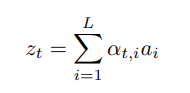 $z_t = \sum_{i=1}^{L} \alpha_{t,i} a_i$